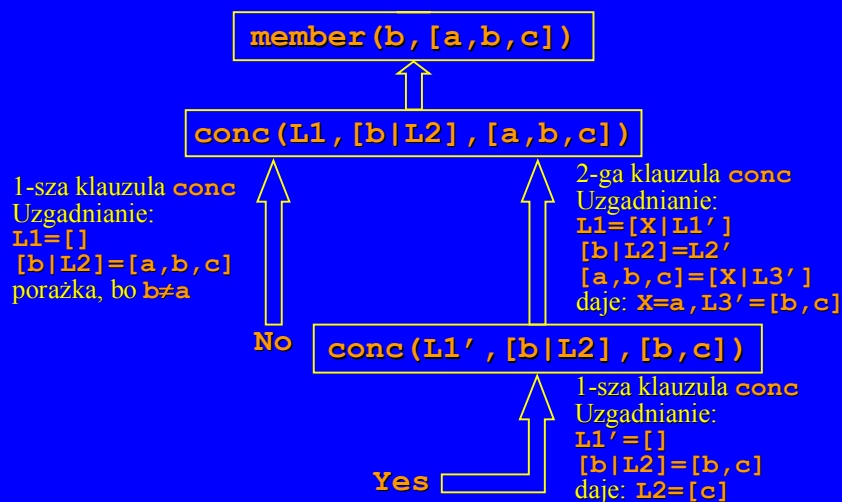 member(b,[a,b,c])
conc(L1,[b|L2],[a,b,c])
1-sza klauzula conc
Uzgadnianie:
L1=[]
[b|L2]=[a,b,c]
porażka, bo b≠a
No
2-ga klauzula conc
Uzgadnianie:
L1=[X|L1’]
[b|L2]=L2’
[a,b,c]=[X|L3’]
daje: X=a,L3’=[b,c]
conc(L1’,[b|L2],[b,c])
1-sza klauzula conc
Uzgadnianie:
L1’=[]
[b|L2]=[b,c]
daje: L2=[c]
Yes